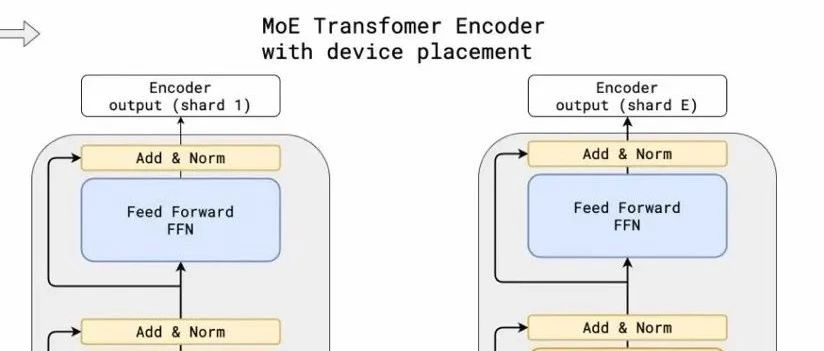 MoE Transfomer Encoder
with device placement
Encoder
output (shard 1)
Add & Norm
Feed Forward
FFN
Add & Norm
Encoder
output (shard E)
Add & Norm
Feed Forward
FFN
Add & Norm